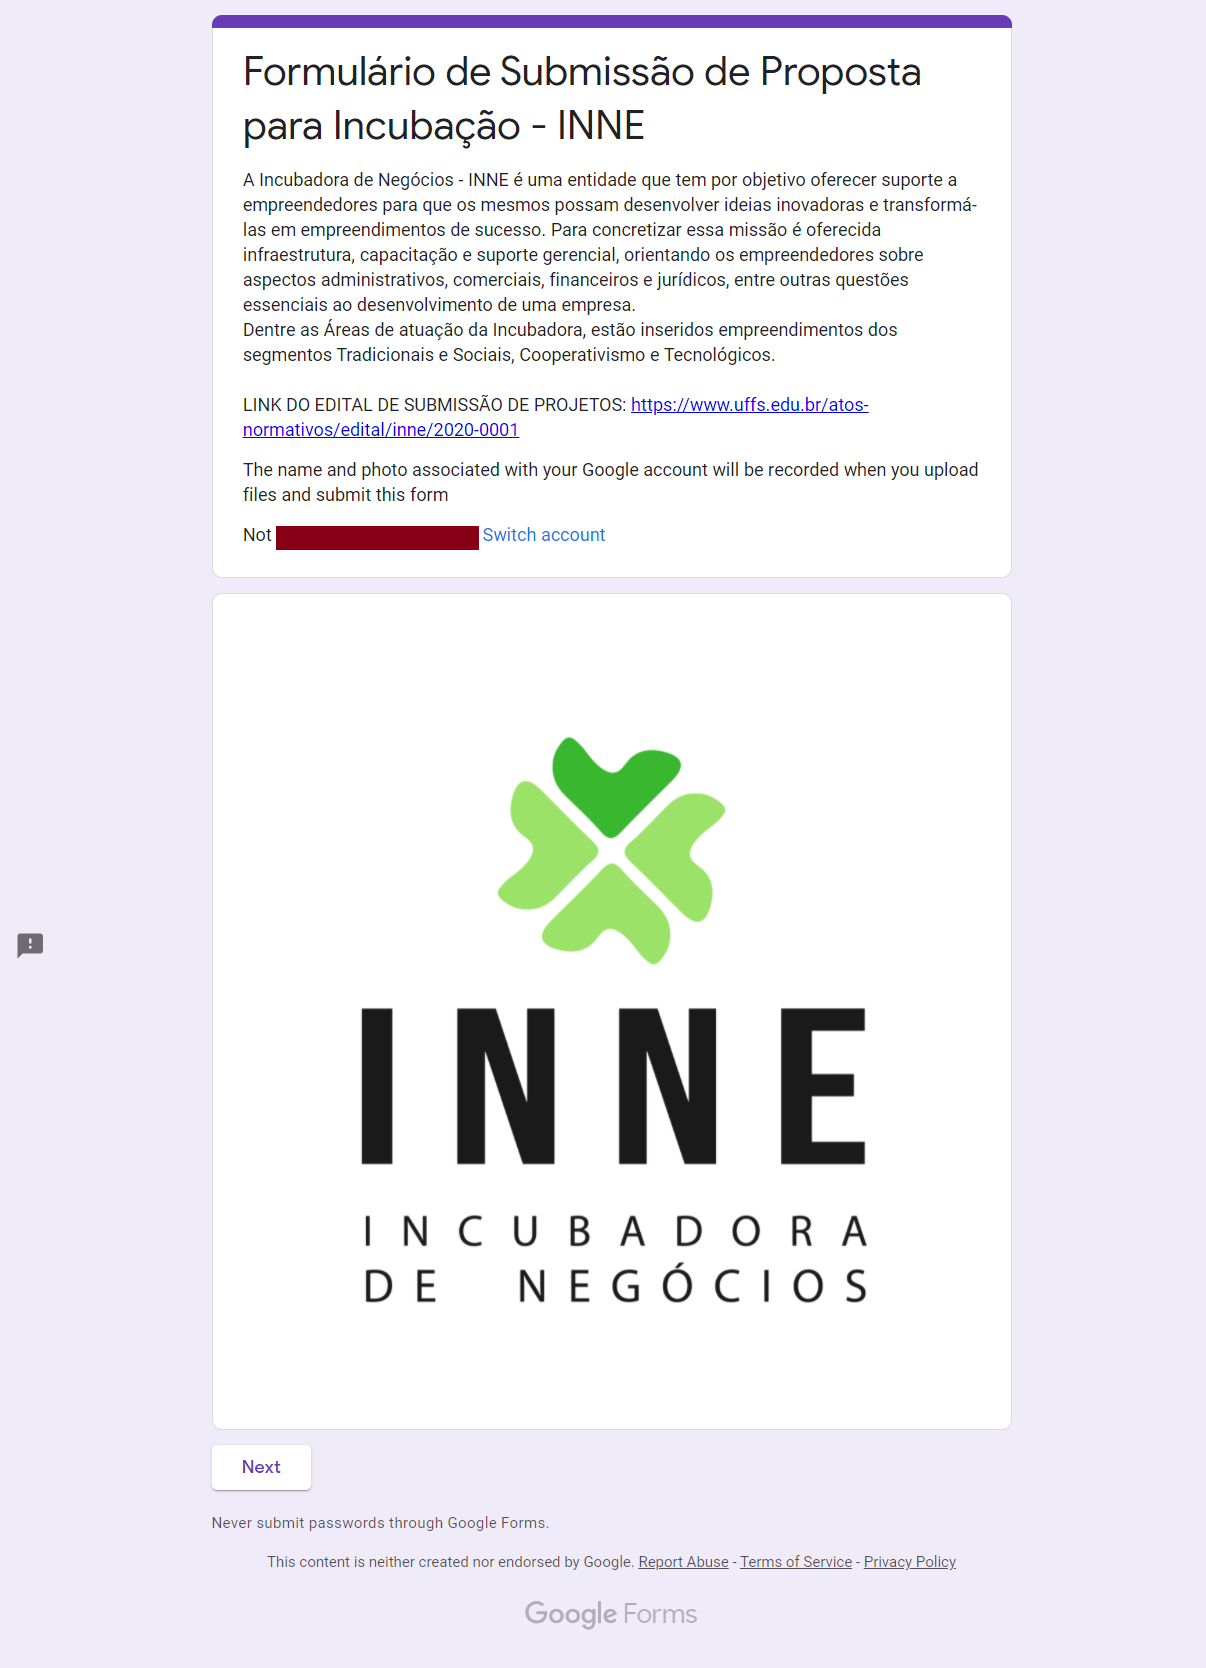 Formulário de Submissão de Proposta
para Incubação - INNE
A Incubadora de Negócios - INNE é uma entidade que tem por objetivo oferecer suporte a
empreendedores para que os mesmos possam desenvolver ideias inovadoras e transformá-
las em empreendimentos de sucesso. Para concretizar essa missão é oferecida
infraestrutura, capacitação e suporte gerencial, orientando os empreendedores sobre
aspectos administrativos, comerciais, financeiros e jurídicos, entre outras questões
essenciais ao desenvolvimento de uma empresa.
Dentre as Áreas de atuação da Incubadora, estão inseridos empreendimentos dos
segmentos Tradicionais e Sociais, Cooperativismo e Tecnológicos.
LINK DO EDITAL DE SUBMISSÃO DE PROJETOS: https://www.uffs.edu.br/atos-
normativos/edital/inne/2020-0001
The name and photo associated with your Google account will be recorded when you upload
files and submit this form
Not Switch account
INNE
INCUBADORA
DE NEGÓCIOS
Next
Never submit passwords through Google Forms.
This content is neither created nor endorsed by Google. Report Abuse - Terms of Service - Privacy Policy
Google Forms